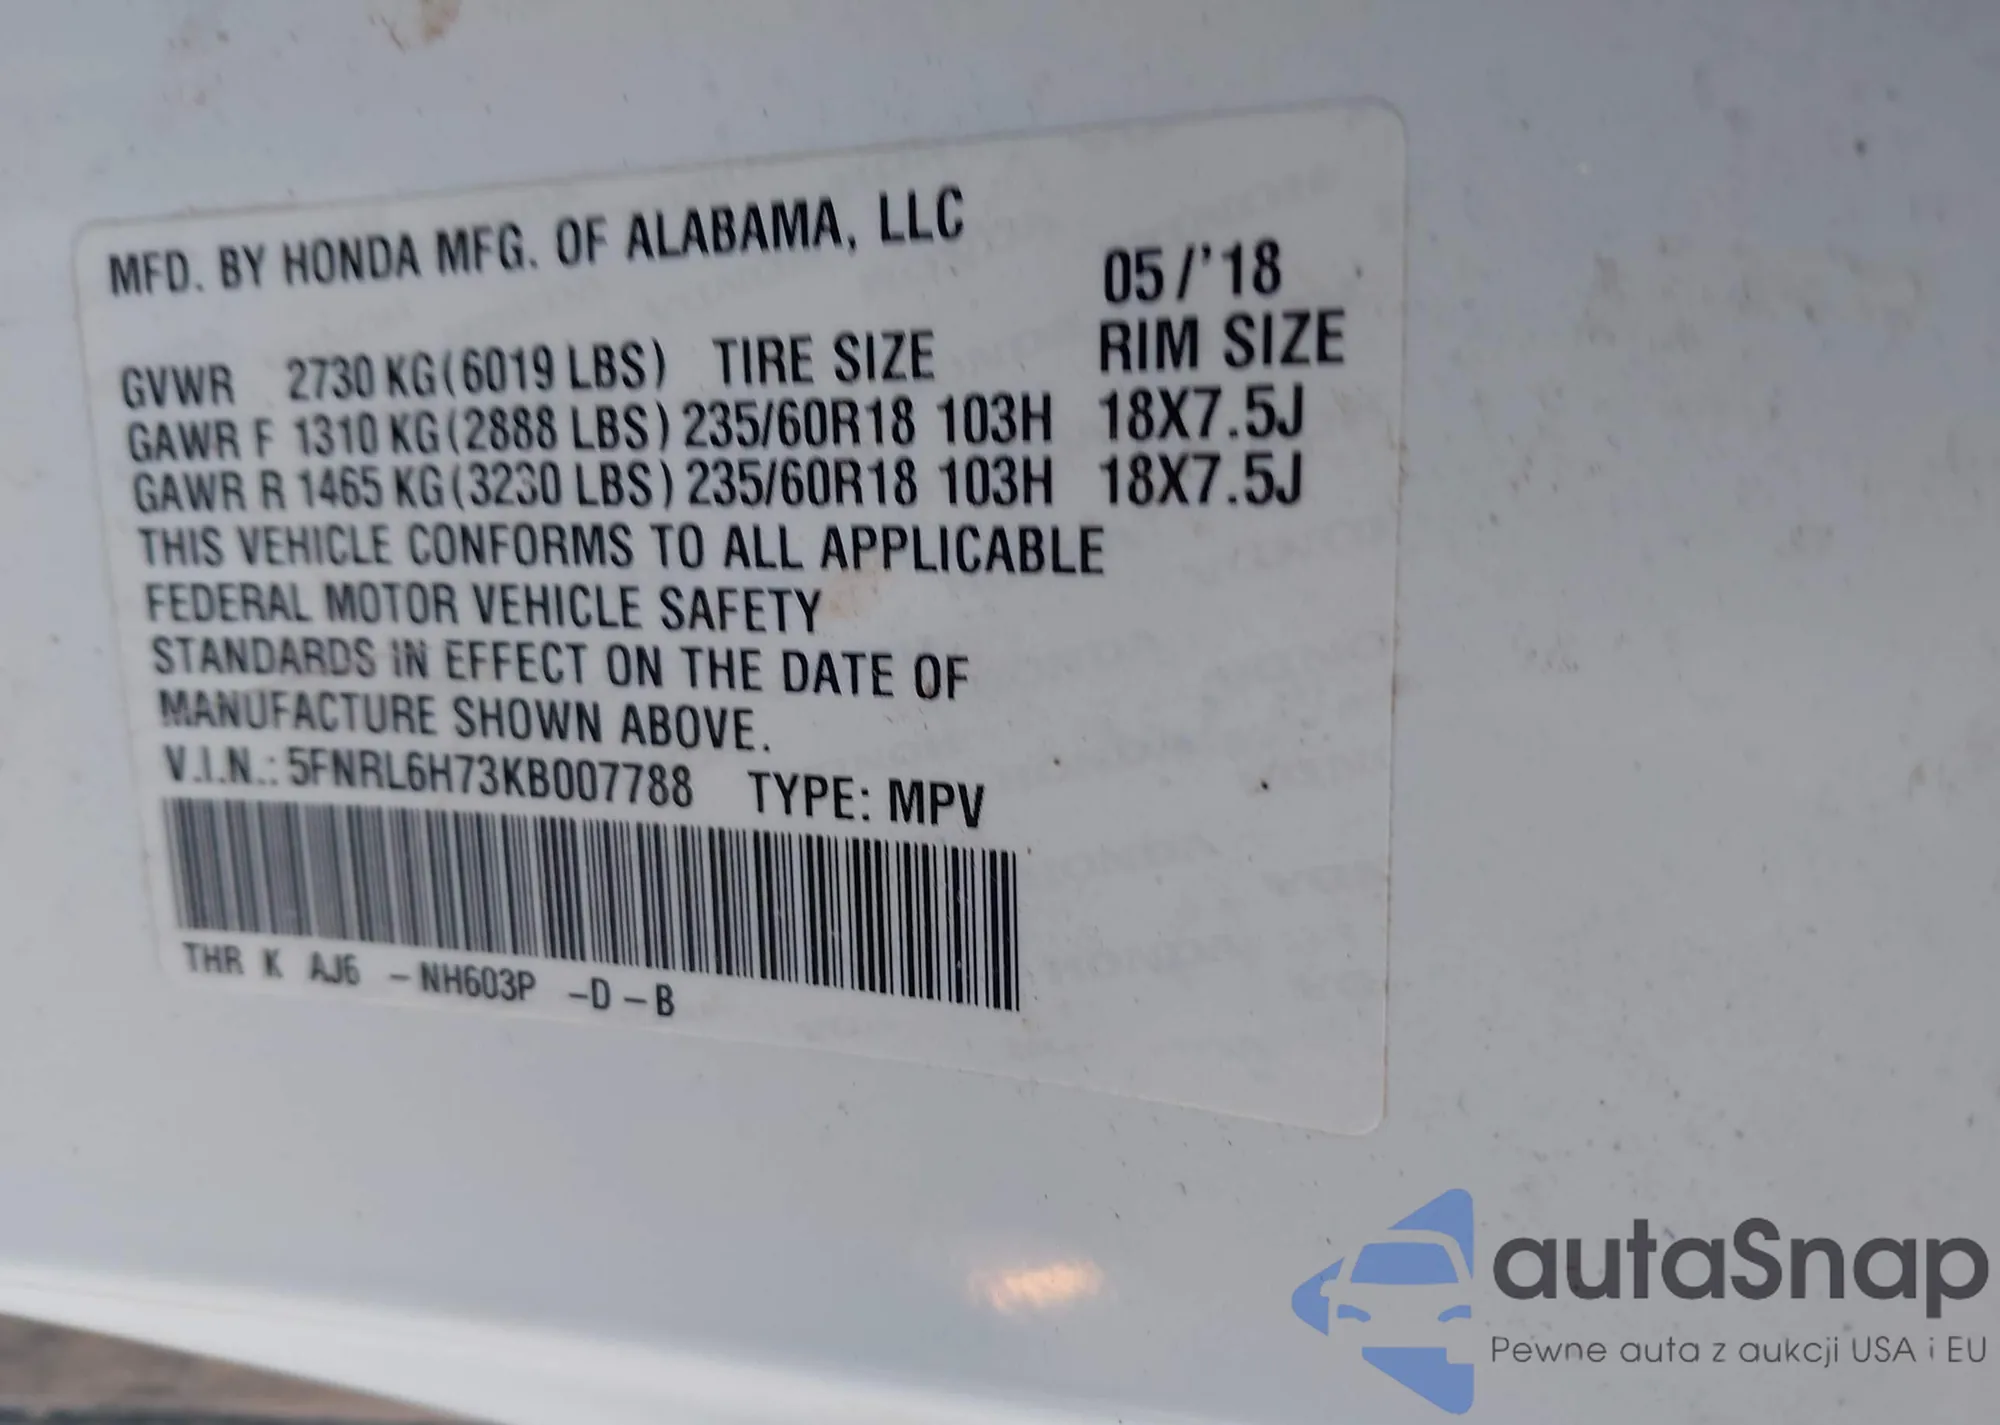 MFD. BY HONDA MFG. OF ALABAMA, LLC
05/'18
GVWR 2730 KG(6019 LBS) TIRE SIZE RIM SIZE
GAWR F 1310 KG(2888 LBS) 235/60R18 103H 18X7.5J
GAWR R 1465 KG(3230 LBS) 235/60R18 103H 18X7.5J
THIS VEHICLE CONFORMS TO ALL APPLICABLE
FEDERAL MOTOR VEHICLE SAFETY
STANDARDS IN EFFECT ON THE DATE OF
MANUFACTURE SHOWN ABOVE.
V.I.N.: 5FNRL6H73KB007788 TYPE: MPV
THR K AJ6 -NH603P -D-B
autaSnap
Pewne auta z aukcji USA i EU